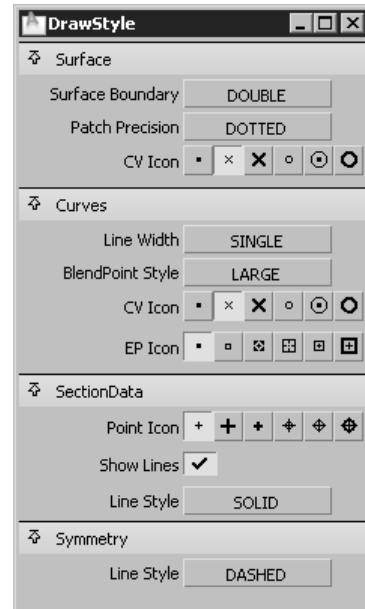 DrawStyle
Surface
Surface Boundary DOUBLE
Patch Precision DOTTED
CV Icon
Curves
Line Width SINGLE
BlendPoint Style LARGE
CV Icon
EP Icon
SectionData
Point Icon
Show Lines
Line Style SOLID
Symmetry
Line Style DASHED